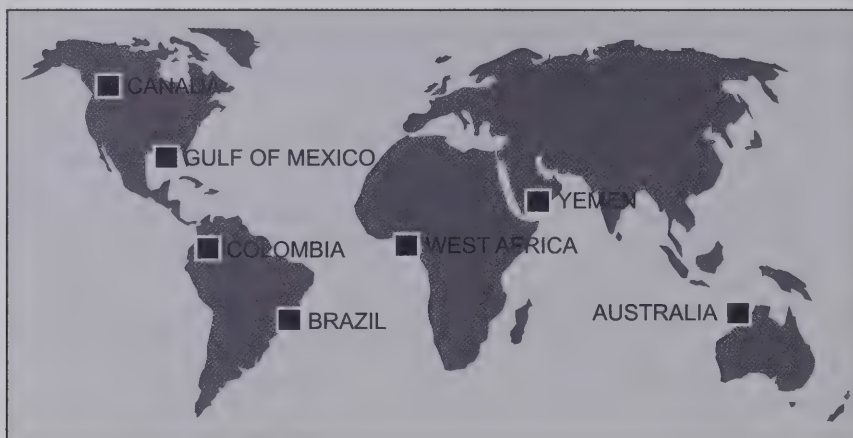 CANADA
GULF OF MEXICO
YEMEN
COLOMBIA
WEST AFRICA
BRAZIL
AUSTRALIA